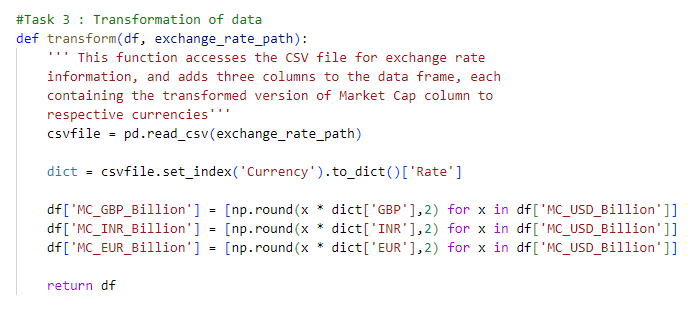 #Task 3 : Transformation of data
def transform(df, exchange_rate_path):
    ''' This function accesses the CSV file for exchange rate
    information, and adds three columns to the data frame, each
    containing the transformed version of Market Cap column to
    respective currencies'''
    csvfile = pd.read_csv(exchange_rate_path)
    dict = csvfile.set_index('Currency').to_dict()['Rate']
    df['MC_GBP_Billion'] = [np.round(x * dict['GBP'],2) for x in df['MC_USD_Billion']]
    df['MC_INR_Billion'] = [np.round(x * dict['INR'],2) for x in df['MC_USD_Billion']]
    df['MC_EUR_Billion'] = [np.round(x * dict['EUR'],2) for x in df['MC_USD_Billion']]
    return df